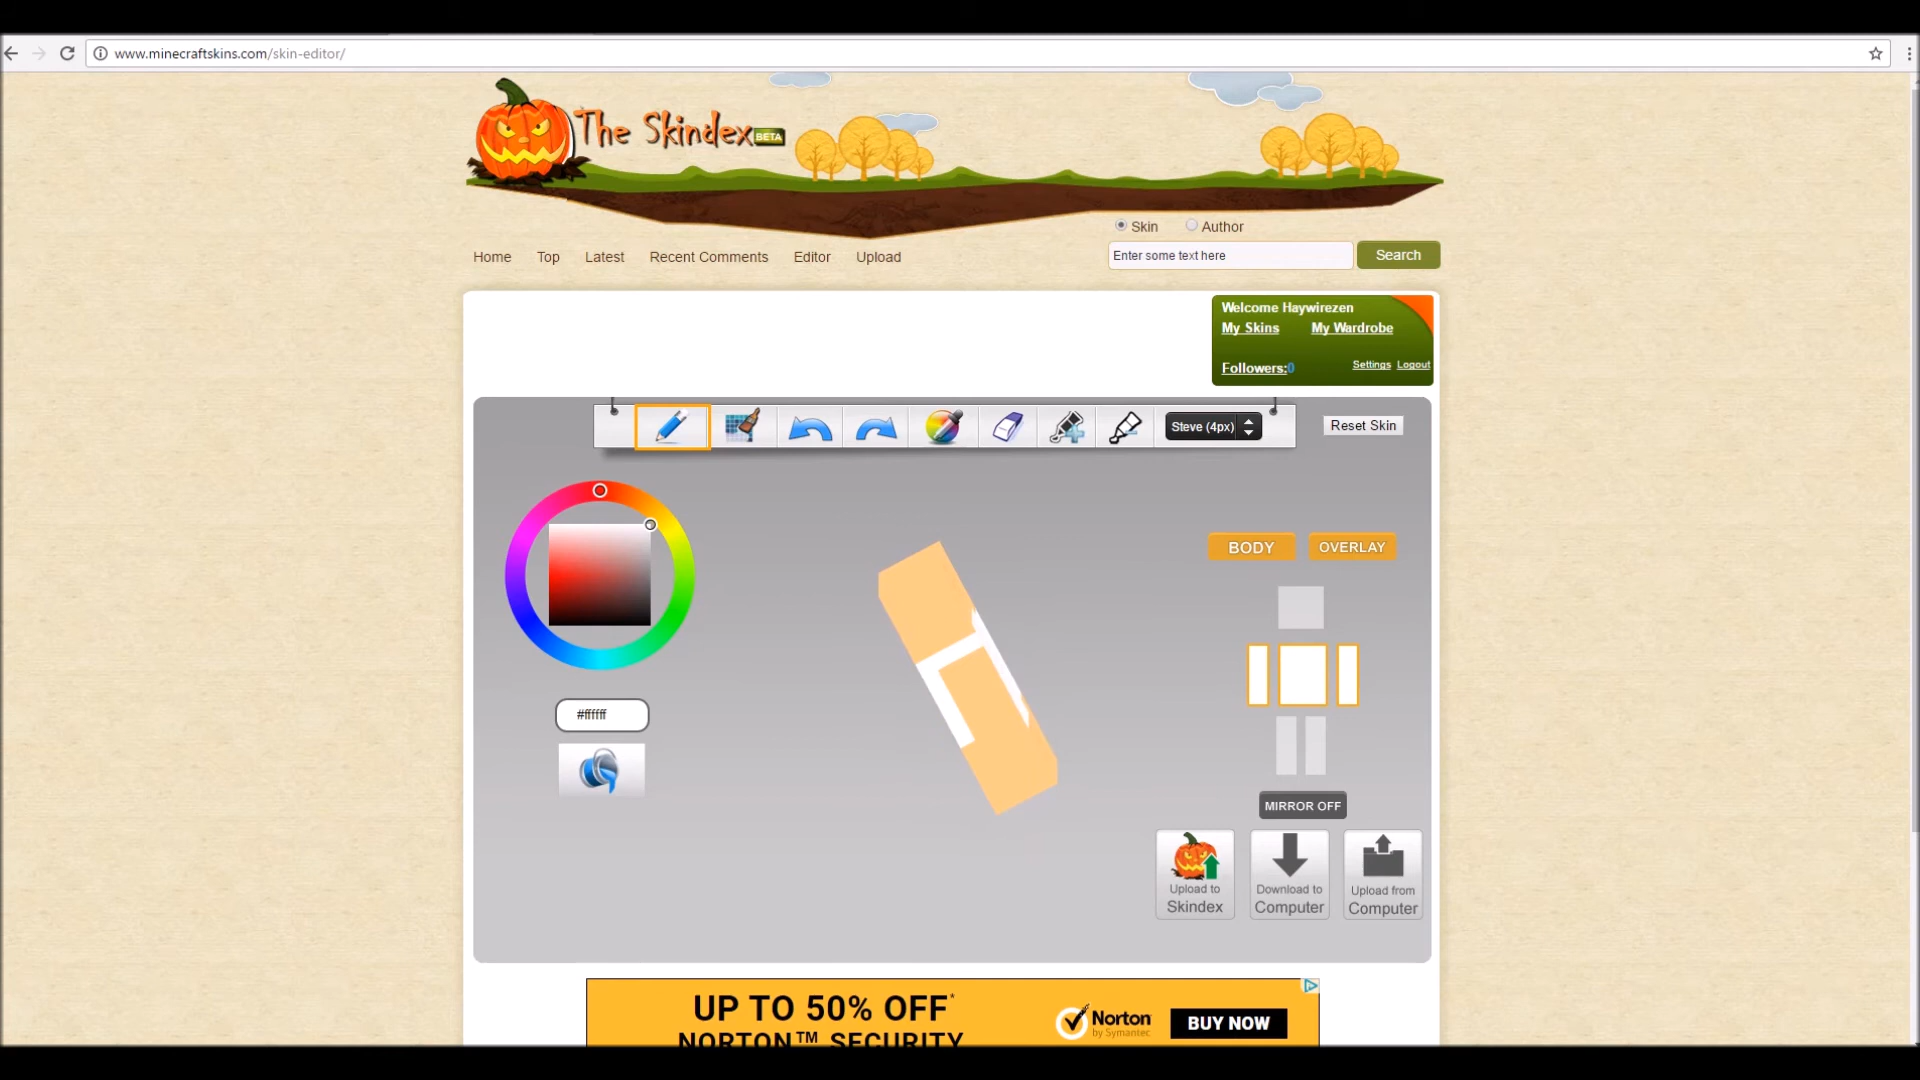 www.minecraftskins.com/skin-editor/
The Skindex BETA
Skin Author
Home Top Latest Recent Comments Editor Upload
Enter some text here
Search
Welcome Haywirezen
My Skins My Wardrobe
Followers:0 Settings Logout
Steve (4px)
Reset Skin
BODY OVERLAY
#ffffff
MIRROR OFF
Upload to
Skindex
Download to
Computer
Upload from
Computer
UP TO 50% OFF*
NORTON™ SECURITY
Norton
by Symantec
BUY NOW